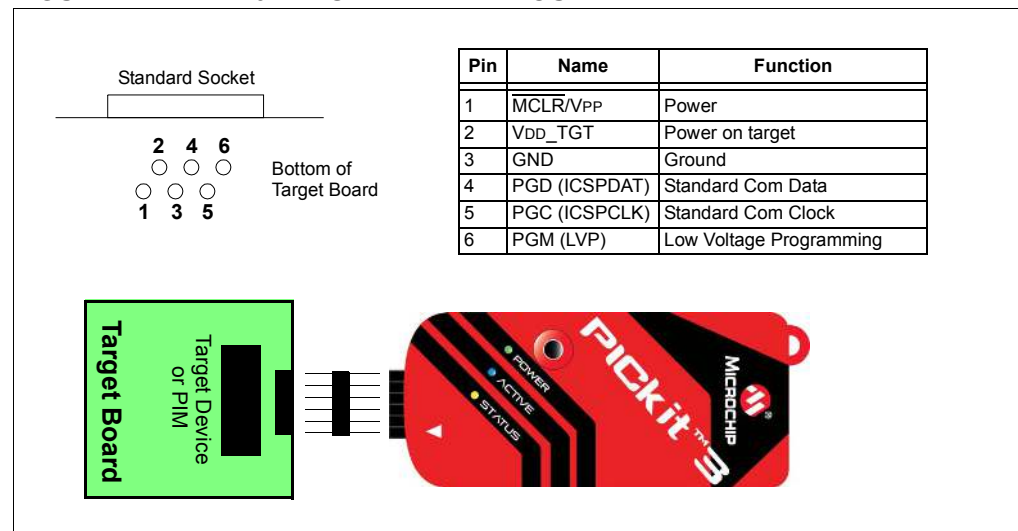 Standard Socket
2 4 6
Bottom of
Target Board
1 3 5
Pin Name Function
1 MCLR/VPP Power
2 VDD_TGT Power on target
3 GND Ground
4 PGD (ICSPDAT) Standard Com Data
5 PGC (ICSPCLK) Standard Com Clock
6 PGM (LVP) Low Voltage Programming
Target Board
Target Device
or PIM
POWER
ACTIVE
STATUS
PICkit™ 3
MICROCHIP
®